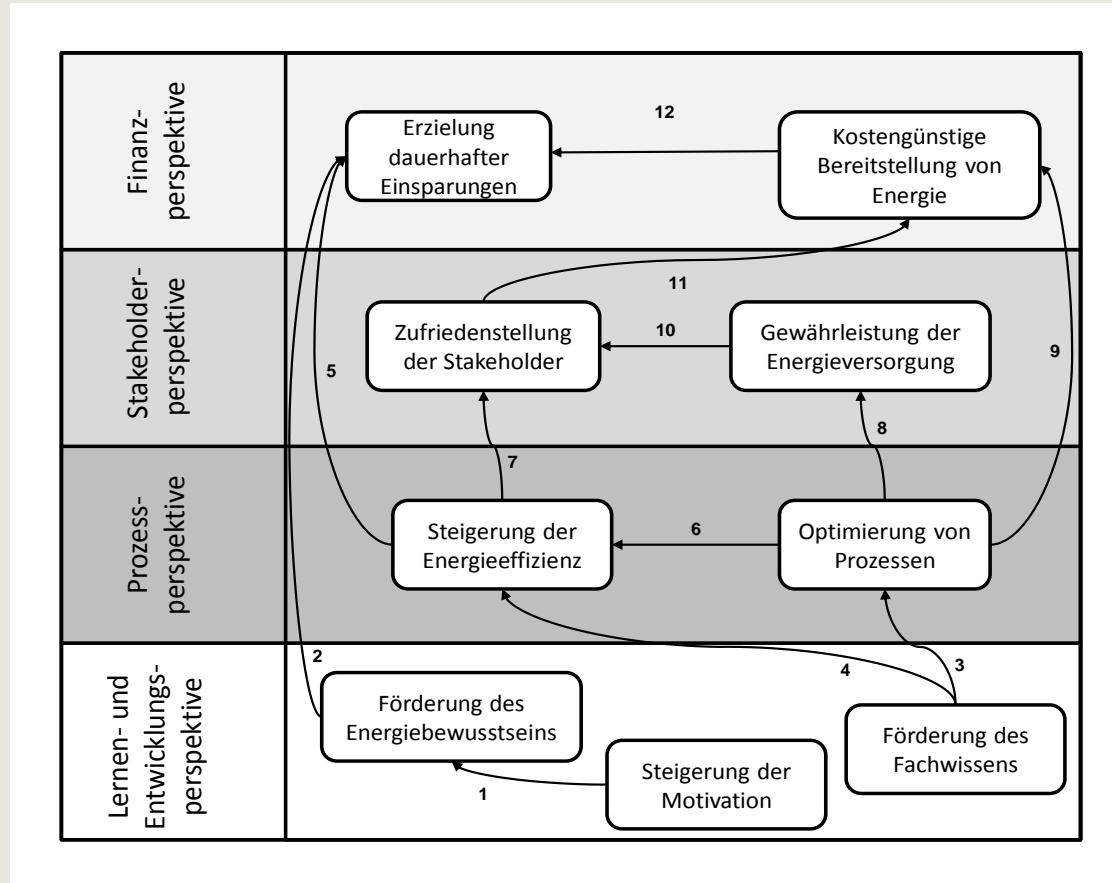 Finanz-
perspektive
Erzielung
dauerhafter
Einsparungen
12
Kostengünstige
Bereitstellung von
Energie
Stakeholder-
perspektive
11
Zufriedenstellung
der Stakeholder
10
Gewährleistung der
Energieversorgung
5
9
8
7
Prozess-
perspektive
Steigerung der
Energieeffizienz
6
Optimierung von
Prozessen
Lernen- und
Entwicklungs-
perspektive
2
4
3
Förderung des
Energiebewusstseins
1
Steigerung der
Motivation
Förderung des
Fachwissens